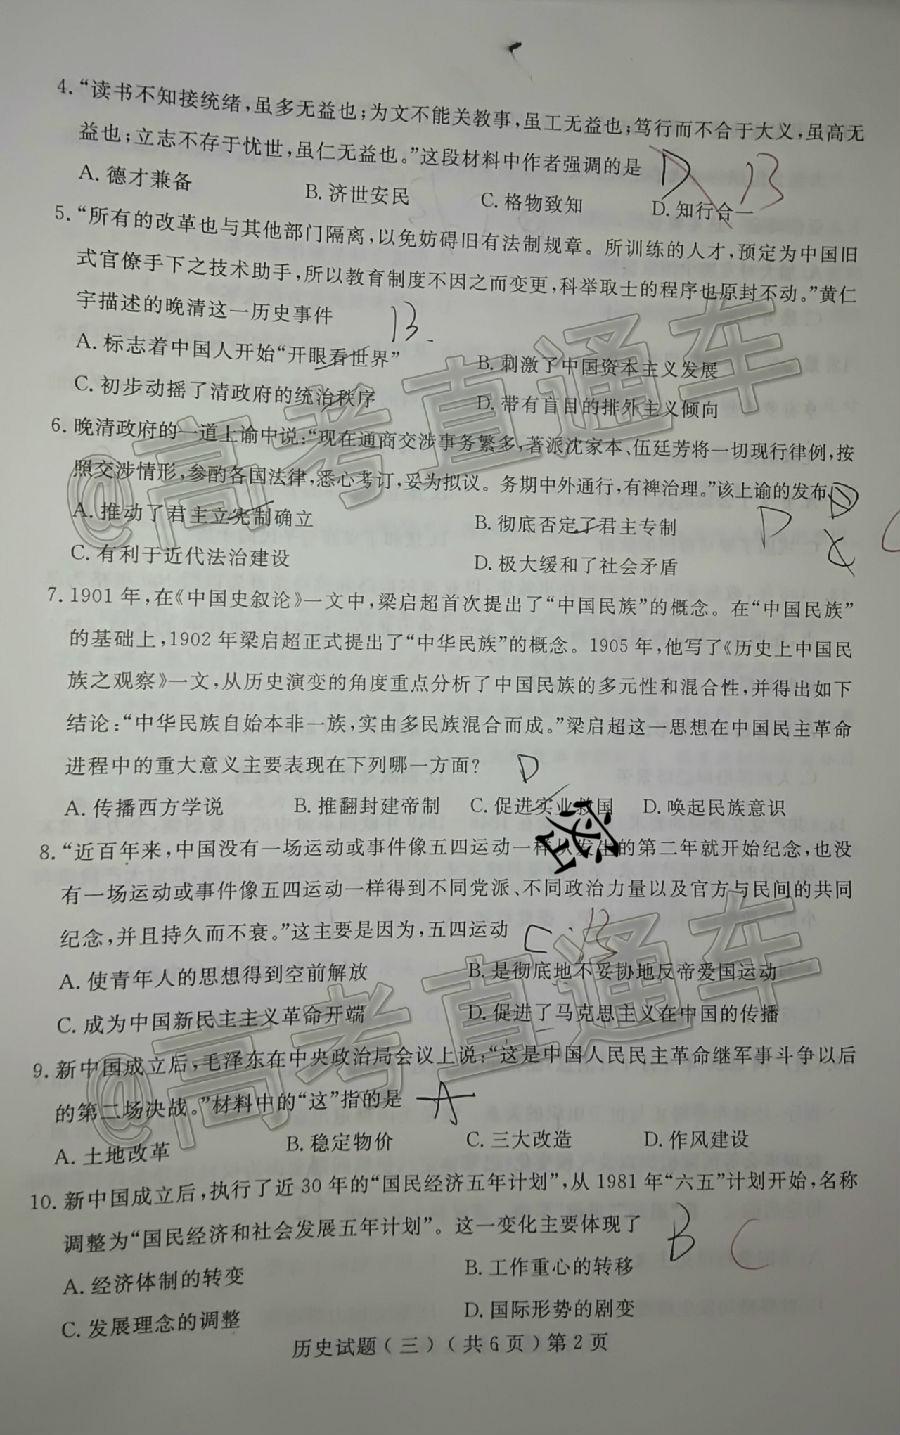 4.“读书不知接统绪，虽多无益也；为文不能关教事，虽工无益也；笃行而不合于大义，虽高无
益也；立志不存于忧世，虽仁无益也。”这段材料中作者强调的是 D B
A. 德才兼备 B. 济世安民 C. 格物致知 D. 知行合一
5.“所有的改革也与其他部门隔离，以免妨碍旧有法制规章。所训练的人才，预定为中国旧
式官僚手下之技术助手，所以教育制度不因之而变更，科举取士的程序也原封不动。”黄仁
宇描述的晚清这一历史事件 B
A. 标志着中国人开始“开眼看世界” B. 刺激了中国资本主义发展
C. 初步动摇了清政府的统治秩序 D. 带有盲目的排外主义倾向
6. 晚清政府的一道上谕中说：“现在通商交涉事务繁多，著派沈家本、伍廷芳将一切现行律例，按
照交涉情形，参酌各国法律，悉心考订，妥为拟议。务期中外通行，有裨治理。”该上谕的发布
A. 推动了君主立宪制确立 B. 彻底否定了君主专制 D
C. 有利于近代法治建设 D. 极大缓和了社会矛盾
7. 1901 年，在《中国史叙论》一文中，梁启超首次提出了“中国民族”的概念。在“中国民族”
的基础上，1902 年梁启超正式提出了“中华民族”的概念。1905 年，他写了《历史上中国民
族之观察》一文，从历史演变的角度重点分析了中国民族的多元性和混合性，并得出如下
结论：“中华民族自始本非一族，实由多民族混合而成。”梁启超这一思想在中国民主革命
进程中的重大意义主要表现在下列哪一方面？ D
A. 传播西方学说 B. 推翻封建帝制 C. 促进实业救国 D. 唤起民族意识
密
8.“近百年来，中国没有一场运动或事件像五四运动一样从发生的第二年就开始纪念，也没
有一场运动或事件像五四运动一样得到不同党派、不同政治力量以及官方与民间的共同
纪念，并且持久而不衰。”这主要是因为，五四运动 C B
A. 使青年人的思想得到空前解放 B. 是彻底地不妥协地反帝爱国运动
C. 成为中国新民主主义革命开端 D. 促进了马克思主义在中国的传播
9. 新中国成立后，毛泽东在中央政治局会议上说：“这是中国人民民主革命继军事斗争以后
的第二场决战。”材料中的“这”指的是 A
A. 土地改革 B. 稳定物价 C. 三大改造 D. 作风建设
10. 新中国成立后，执行了近 30 年的“国民经济五年计划”，从 1981 年“六五”计划开始，名称
调整为“国民经济和社会发展五年计划”。这一变化主要体现了 B C
A. 经济体制的转变 B. 工作重心的转移
C. 发展理念的调整 D. 国际形势的剧变
历史试题（三）（共 6 页）第 2 页
@高考直通车
@高考直通车